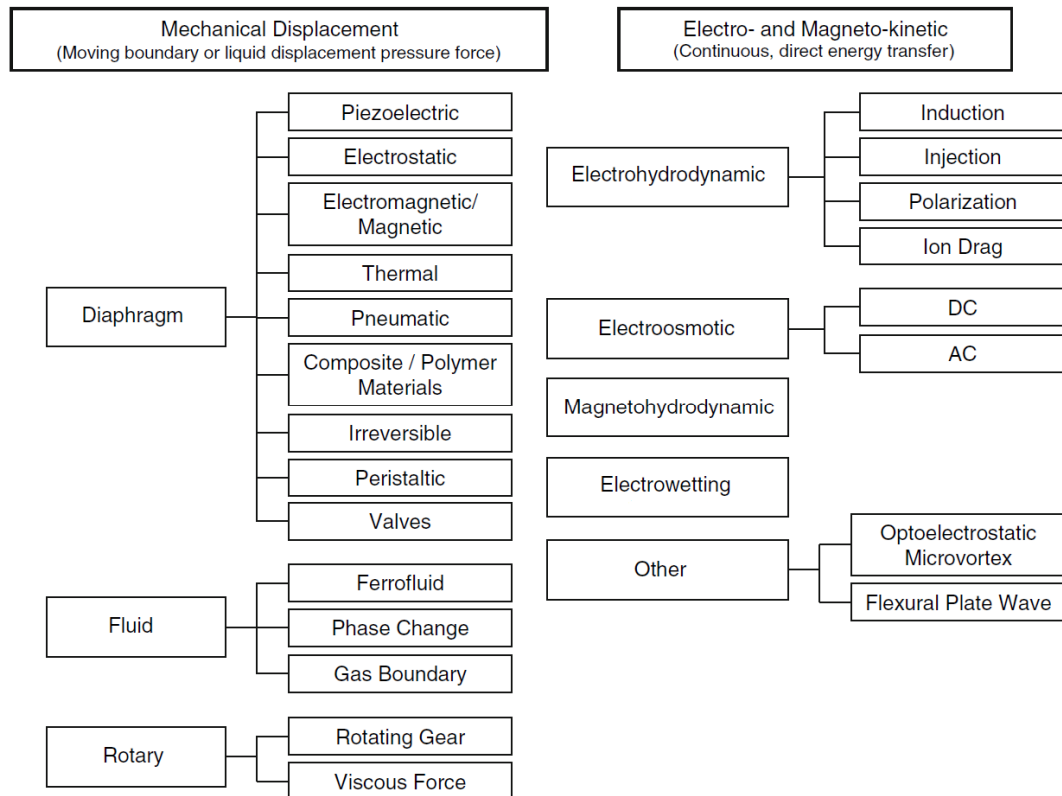 Mechanical Displacement
(Moving boundary or liquid displacement pressure force)
Diaphragm
Piezoelectric
Electrostatic
Electromagnetic/
Magnetic
Thermal
Pneumatic
Composite / Polymer
Materials
Irreversible
Peristaltic
Valves
Fluid
Ferrofluid
Phase Change
Gas Boundary
Rotary
Rotating Gear
Viscous Force
Electro- and Magneto-kinetic
(Continuous, direct energy transfer)
Electrohydrodynamic
Induction
Injection
Polarization
Ion Drag
Electroosmotic
DC
AC
Magnetohydrodynamic
Electrowetting
Other
Optoelectrostatic
Microvortex
Flexural Plate Wave